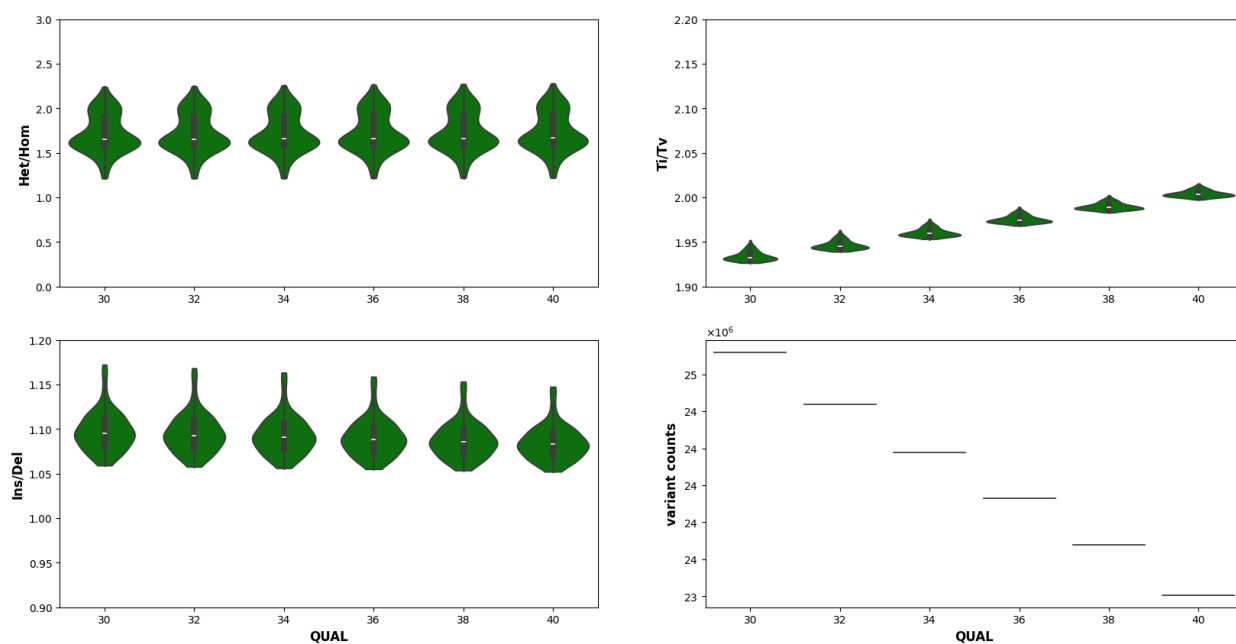 Het/Hom
3.0
2.5
2.0
1.5
1.0
0.5
0.0
30 32 34 36 38 40
Ti/Tv
2.20
2.15
2.10
2.05
2.00
1.95
1.90
30 32 34 36 38 40
Ins/Del
1.20
1.15
1.10
1.05
1.00
0.95
0.90
30 32 34 36 38 40
QUAL
×10⁶
variant counts
25
24
24
24
24
24
23
30 32 34 36 38 40
QUAL